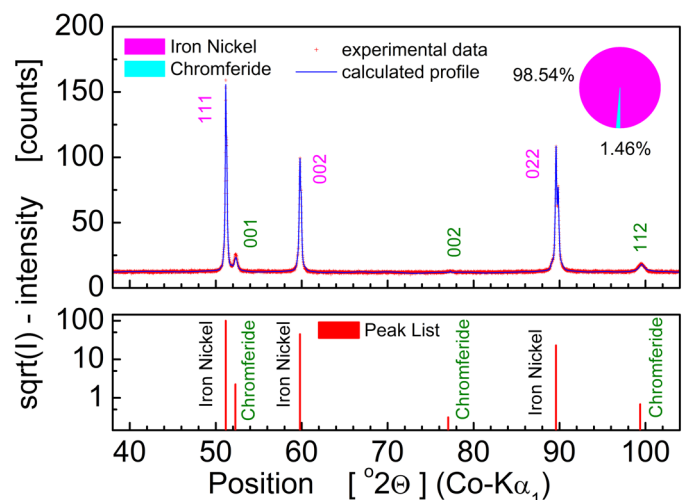 200
150
100
50
0
sqrt(I) - intensity [counts]
Iron Nickel
Chromferide
experimental data
calculated profile
98.54%
1.46%
111
001
002
002
022
112
100
10
1
Peak List
Iron Nickel
Chromferide
Iron Nickel
Chromferide
Iron Nickel
Chromferide
40 50 60 70 80 90 100
Position [ °2Θ ] (Co-Kα₁)